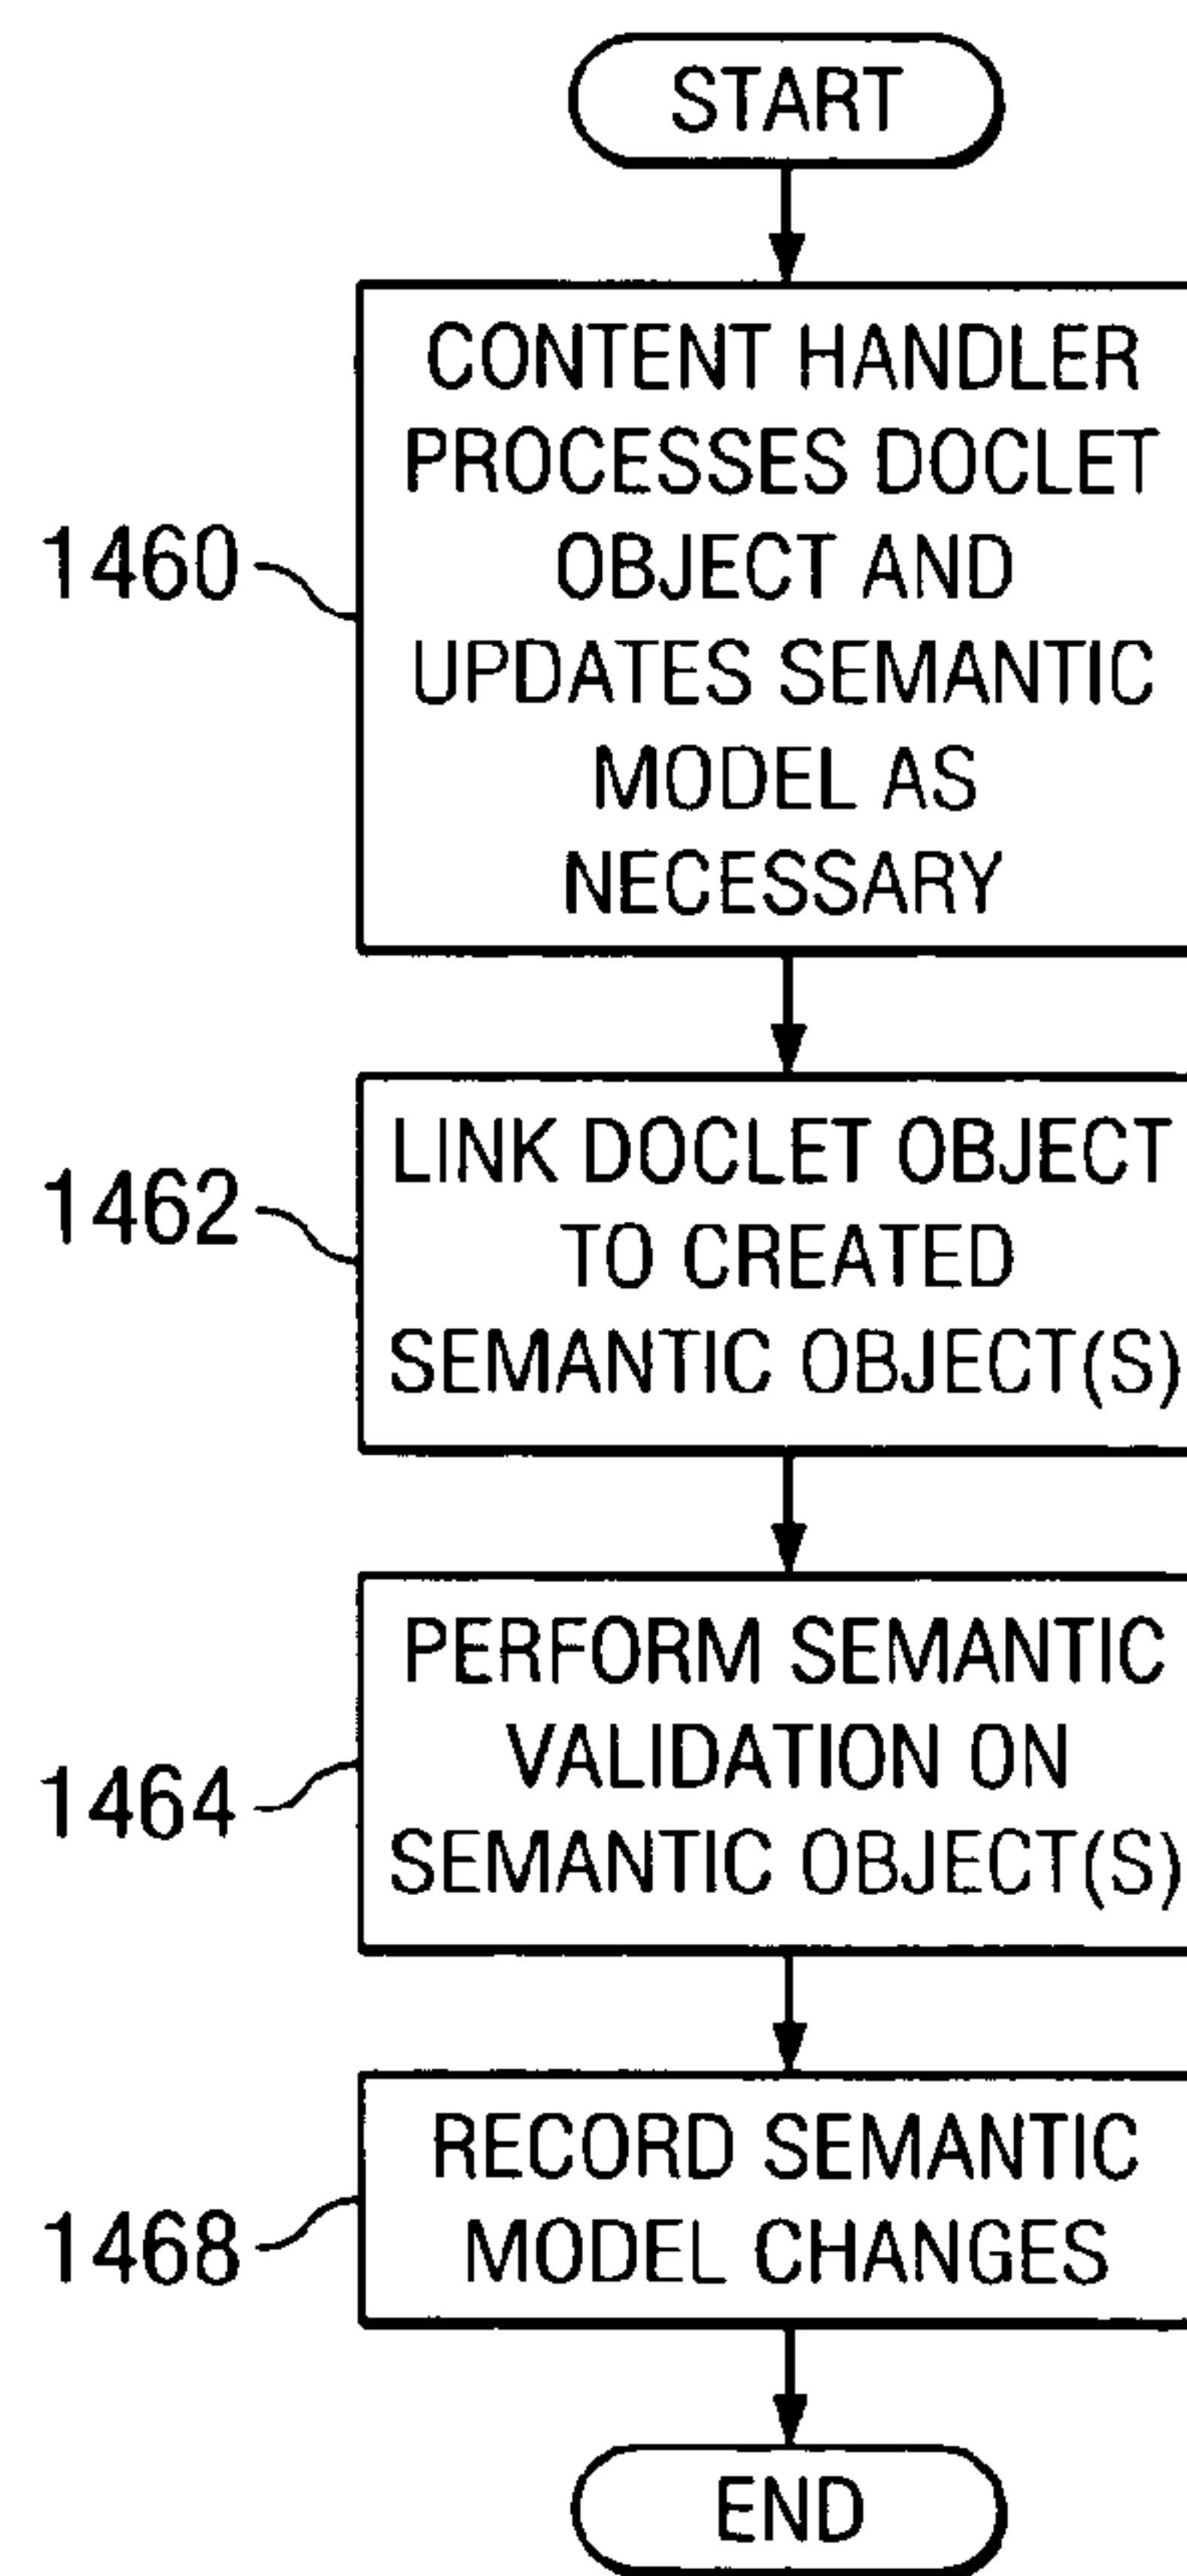 START
CONTENT HANDLER
PROCESSES DOCLET
OBJECT AND
UPDATES SEMANTIC
MODEL AS
NECESSARY
1460
LINK DOCLET OBJECT
TO CREATED
SEMANTIC OBJECT(S)
1462
PERFORM SEMANTIC
VALIDATION ON
SEMANTIC OBJECT(S)
1464
RECORD SEMANTIC
MODEL CHANGES
1468
END